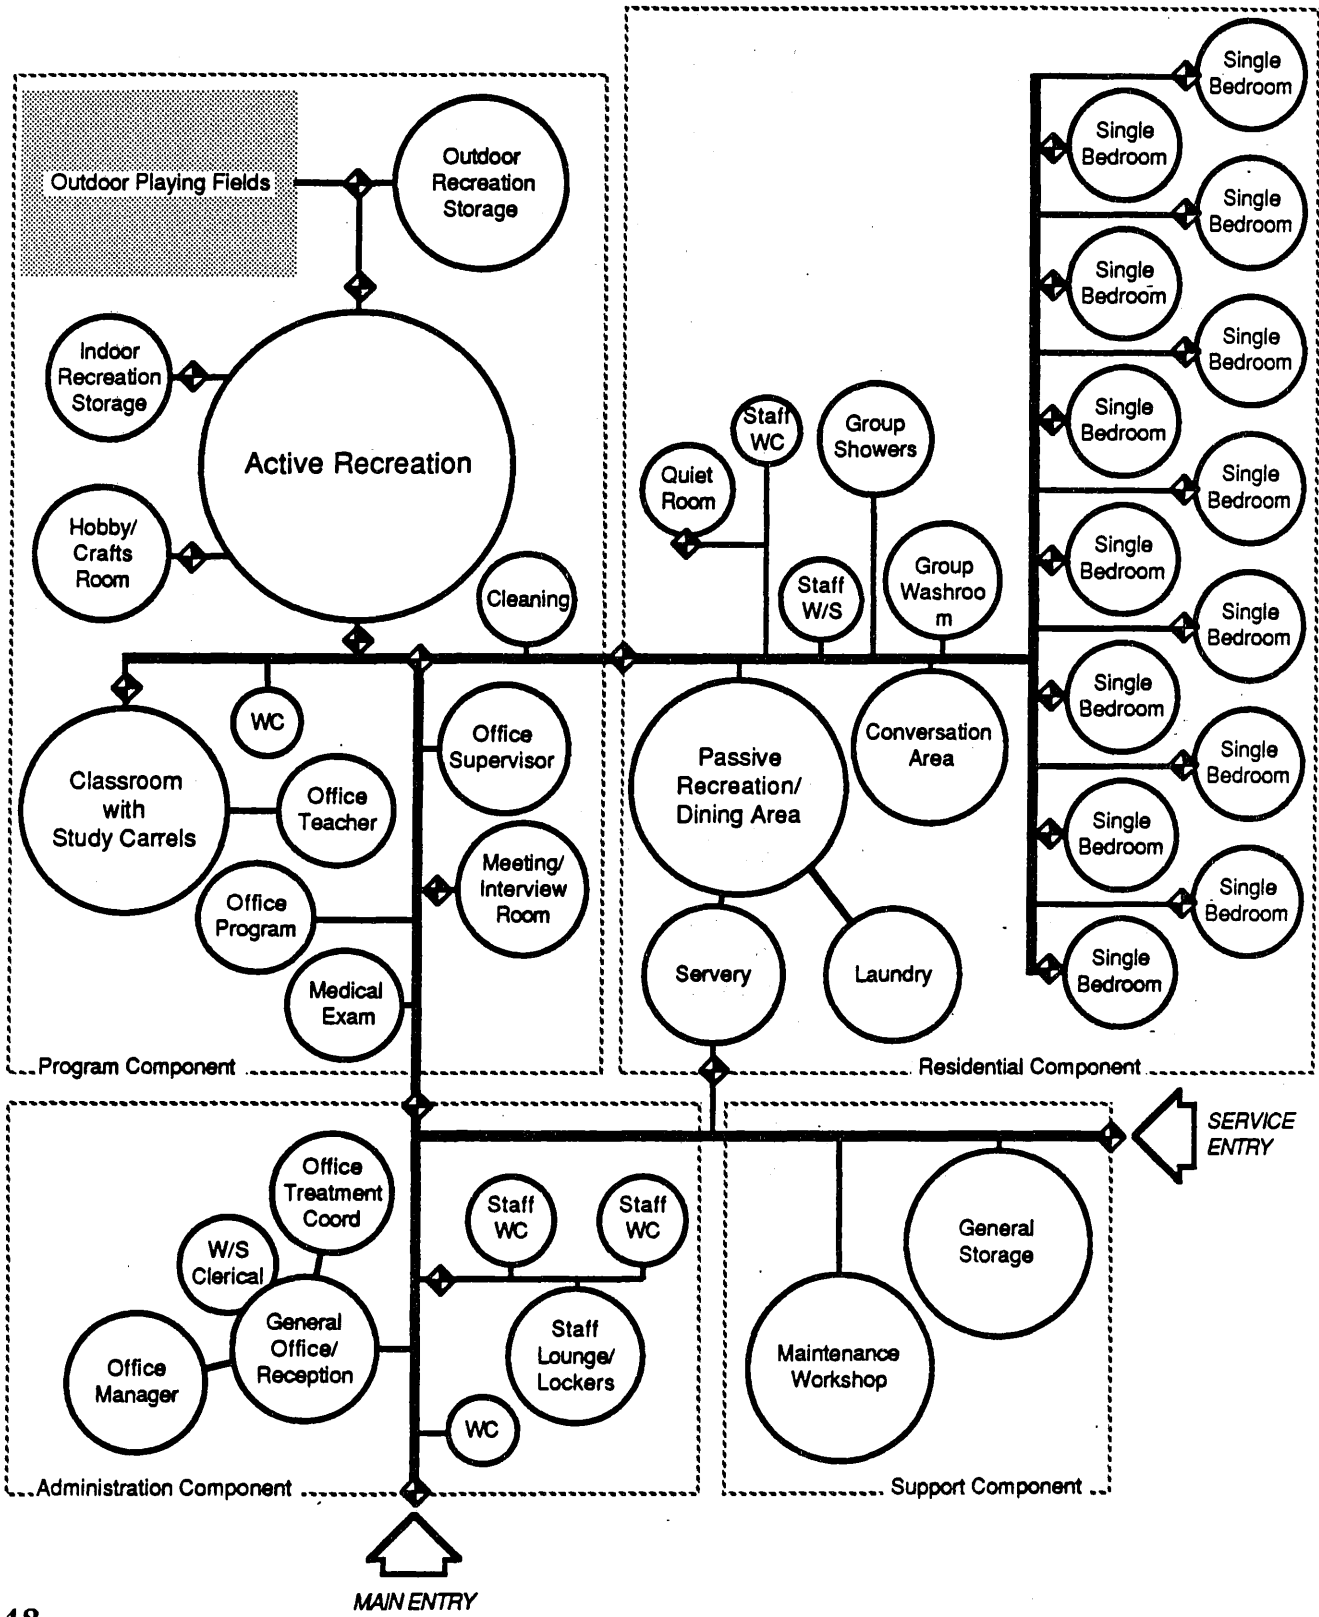 Single
Bedroom
Single
Bedroom
Outdoor
Recreation
Storage
Outdoor Playing Fields
Single
Bedroom
Single
Bedroom
Indoor
Recreation
Storage
Single
Bedroom
Active Recreation
Staff
WC
Group
Showers
Single
Bedroom
Quiet
Room
Single
Bedroom
Hobby/
Crafts
Room
Single
Bedroom
Cleaning
Staff
W/S
Group
Washroo
m
Single
Bedroom
WC
Office
Supervisor
Conversation
Area
Single
Bedroom
Classroom
with
Study Carrels
Office
Teacher
Passive
Recreation/
Dining Area
Single
Bedroom
Single
Bedroom
Meeting/
Interview
Room
Office
Program
Single
Bedroom
Medical
Exam
Servery
Laundry
Single
Bedroom
Program Component
Residential Component
SERVICE
ENTRY
Office
Treatment
Coord
Staff
WC
Staff
WC
General
Storage
W/S
Clerical
General
Office/
Reception
Staff
Lounge/
Lockers
Office
Manager
Maintenance
Workshop
WC
Administration Component
Support Component
MAIN ENTRY
48